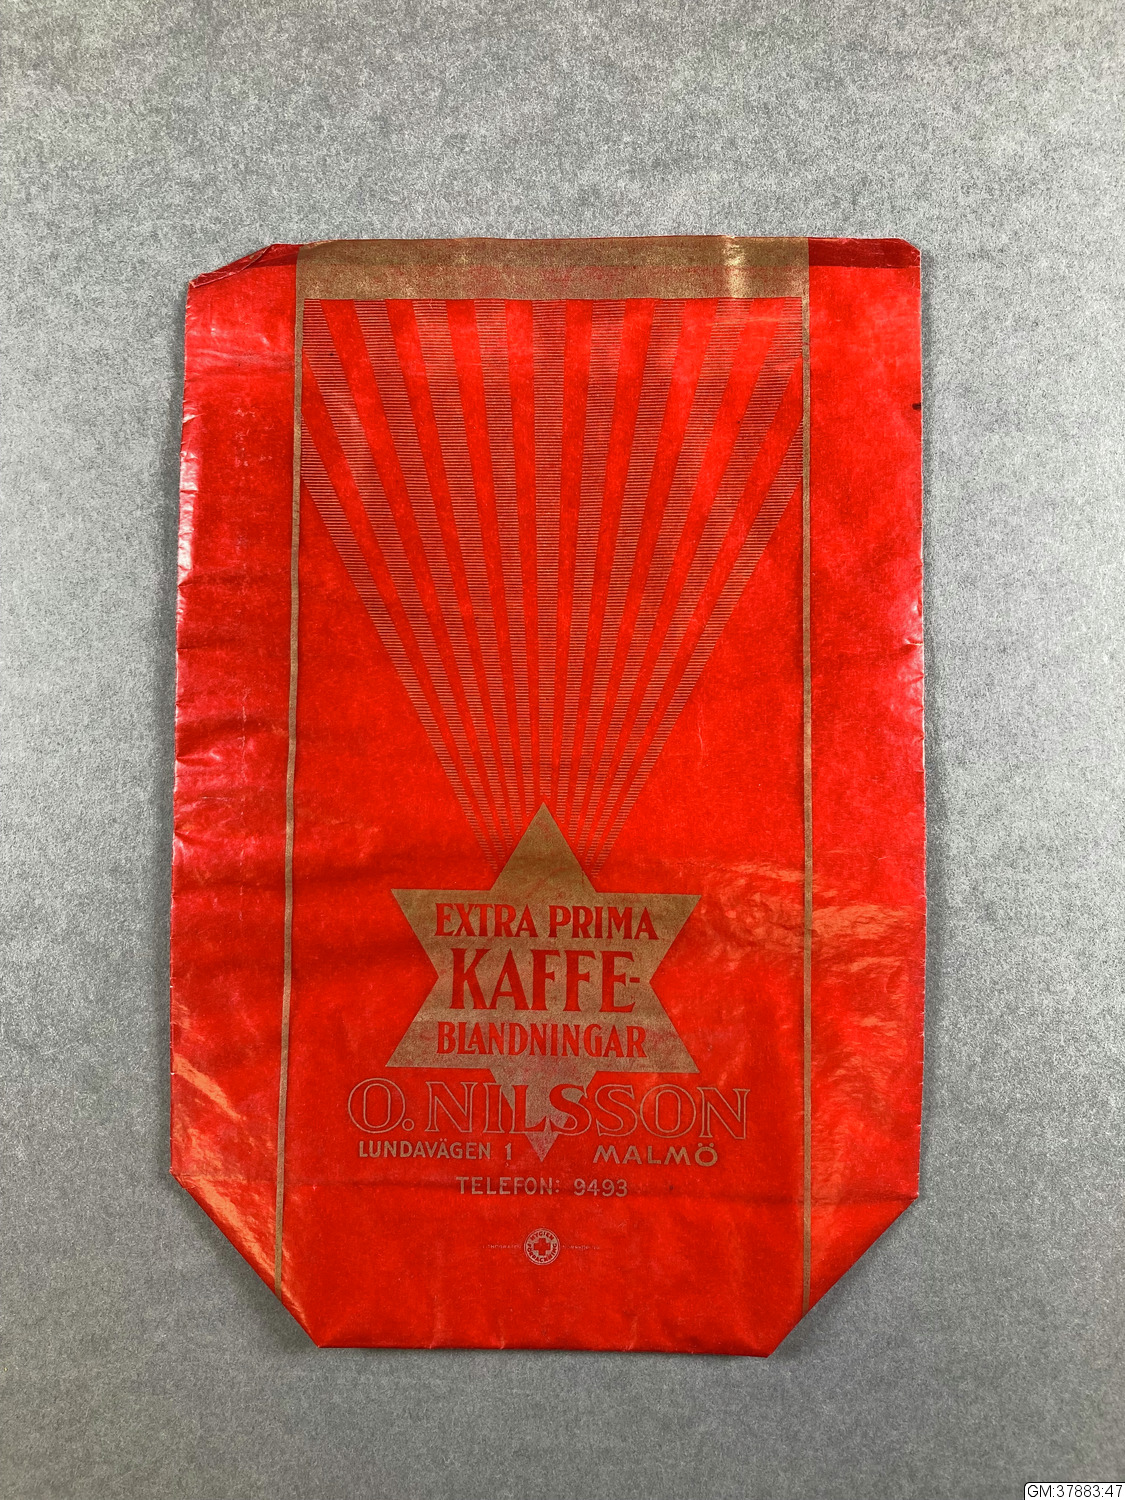 EXTRA PRIMA
KAFFE-
BLANDNINGAR
O. NILSSON
LUNDAVÄGEN 1 MALMÖ
TELEFON: 9493
GM:37883:47